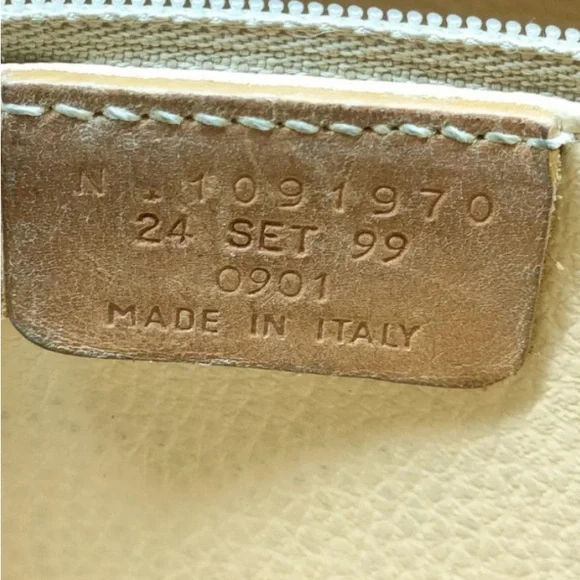 N . 1091970
24 SET 99
0901
MADE IN ITALY